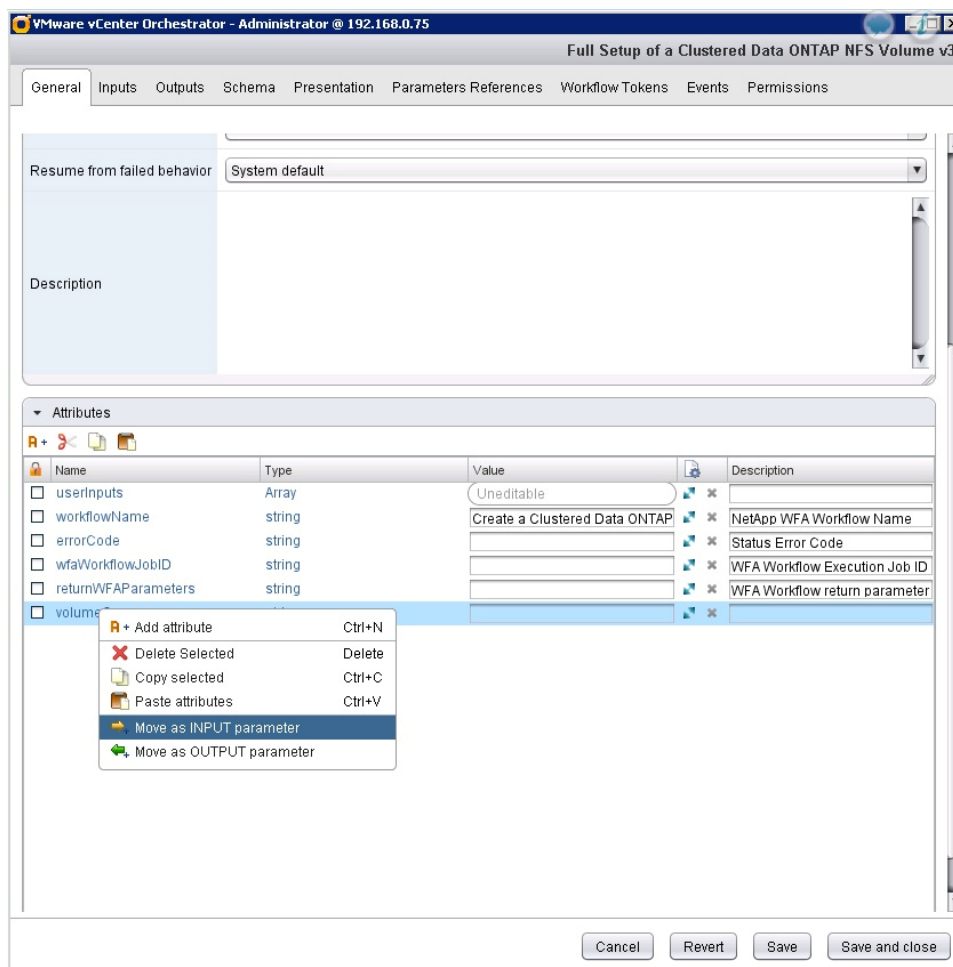 VMware vCenter Orchestrator - Administrator @ 192.168.0.75
Full Setup of a Clustered Data ONTAP NFS Volume v3
General Inputs Outputs Schema Presentation Parameters References Workflow Tokens Events Permissions
Resume from failed behavior System default
Description
Attributes
A+
Name Type Value Description
userInputs Array Uneditable
workflowName string Create a Clustered Data ONTAP NetApp WFA Workflow Name
errorCode string Status Error Code
wfaWorkflowJobID string WFA Workflow Execution Job ID
returnWFAParameters string WFA Workflow return parameter
A+ Add attribute Ctrl+N
Delete Selected Delete
Copy selected Ctrl+C
Paste attributes Ctrl+V
Move as INPUT parameter
Move as OUTPUT parameter
Cancel Revert Save Save and close